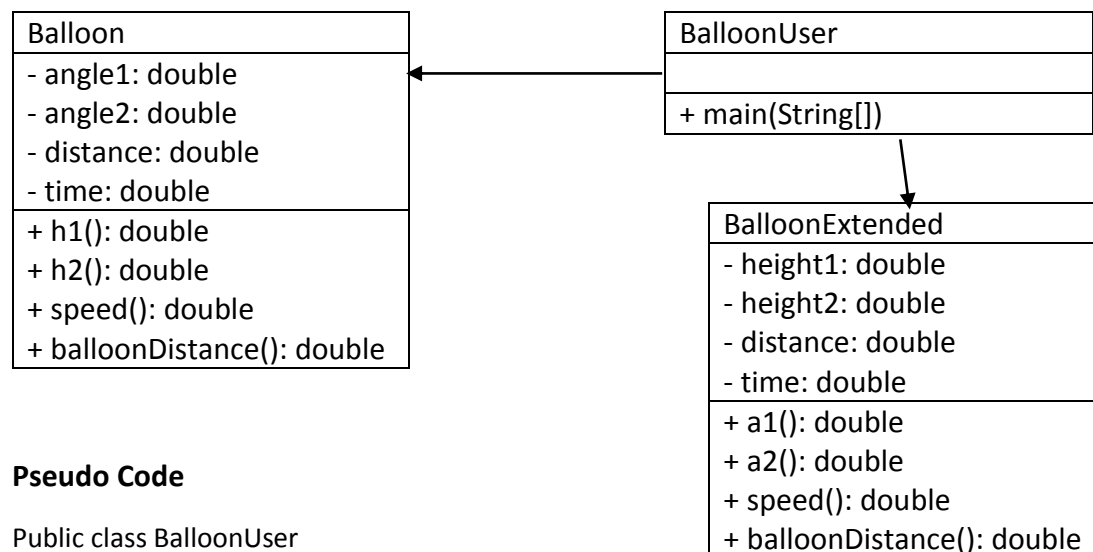 Balloon
- angle1: double
- angle2: double
- distance: double
- time: double
+ h1(): double
+ h2(): double
+ speed(): double
+ balloonDistance(): double
BalloonUser
+ main(String[])
BalloonExtended
- height1: double
- height2: double
- distance: double
- time: double
+ a1(): double
+ a2(): double
+ speed(): double
+ balloonDistance(): double
Pseudo Code
Public class BalloonUser